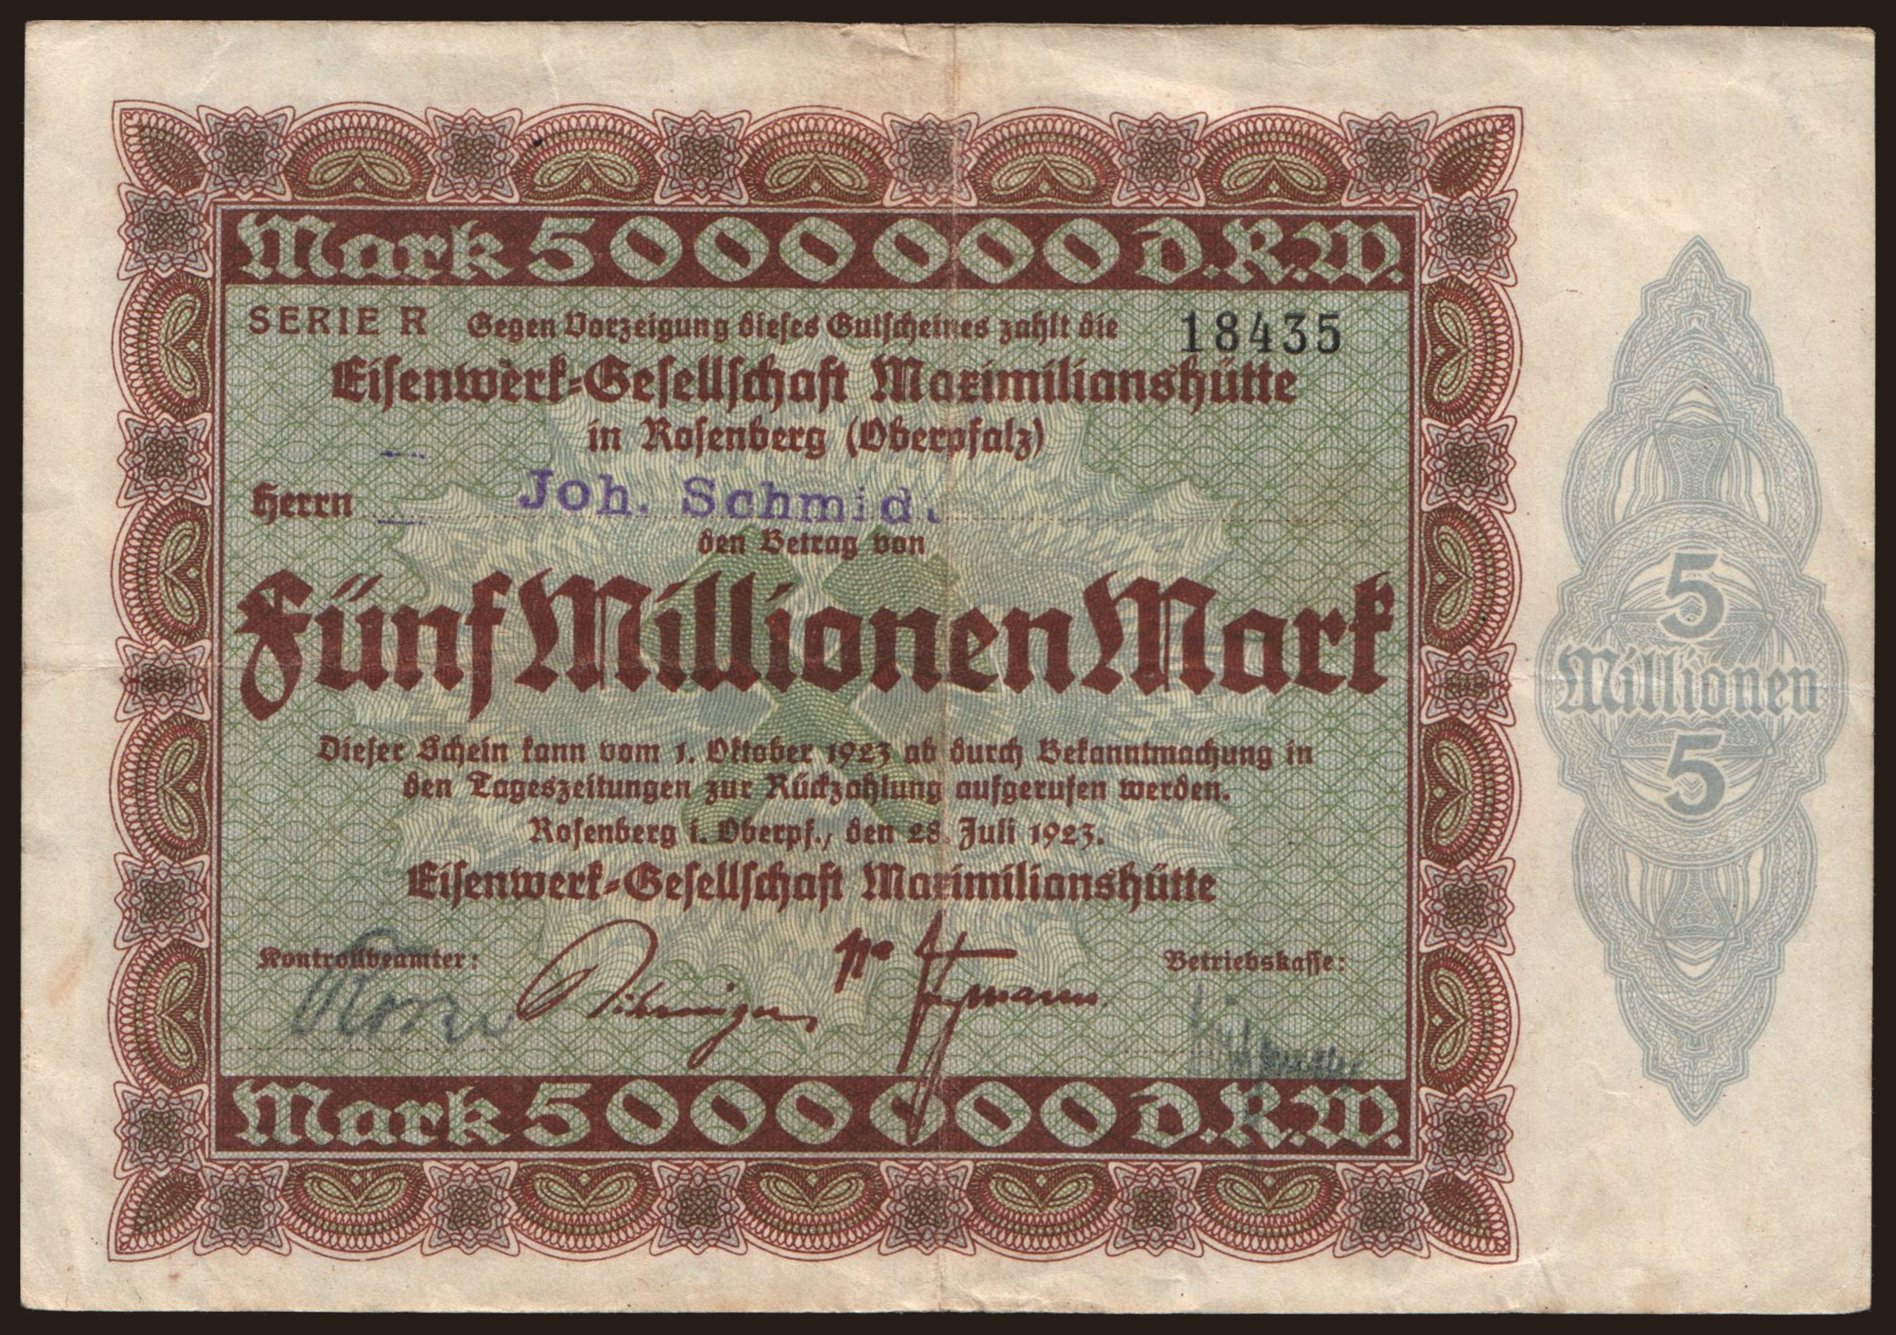 Mark 5000000 D.R.W.
SERIE R Gegen Vorzeigung dieses Gutscheines zahlt die 18435
Eisenwerk-Gesellschaft Maximilianshütte
in Rosenberg (Oberpfalz)
Herrn Joh. Schmid
den Betrag von
Fünf Millionen Mark
Dieser Schein kann vom 1. Oktober 1923 ab durch Bekanntmachung in
den Tageszeitungen zur Rückzahlung aufgerufen werden.
Rosenberg i. Oberpf., den 28. Juli 1923.
Eisenwerk-Gesellschaft Maximilianshütte
Kontrollbeamter: Betriebskasse:
Mark 5000000 D.R.W.
5
Millionen
5